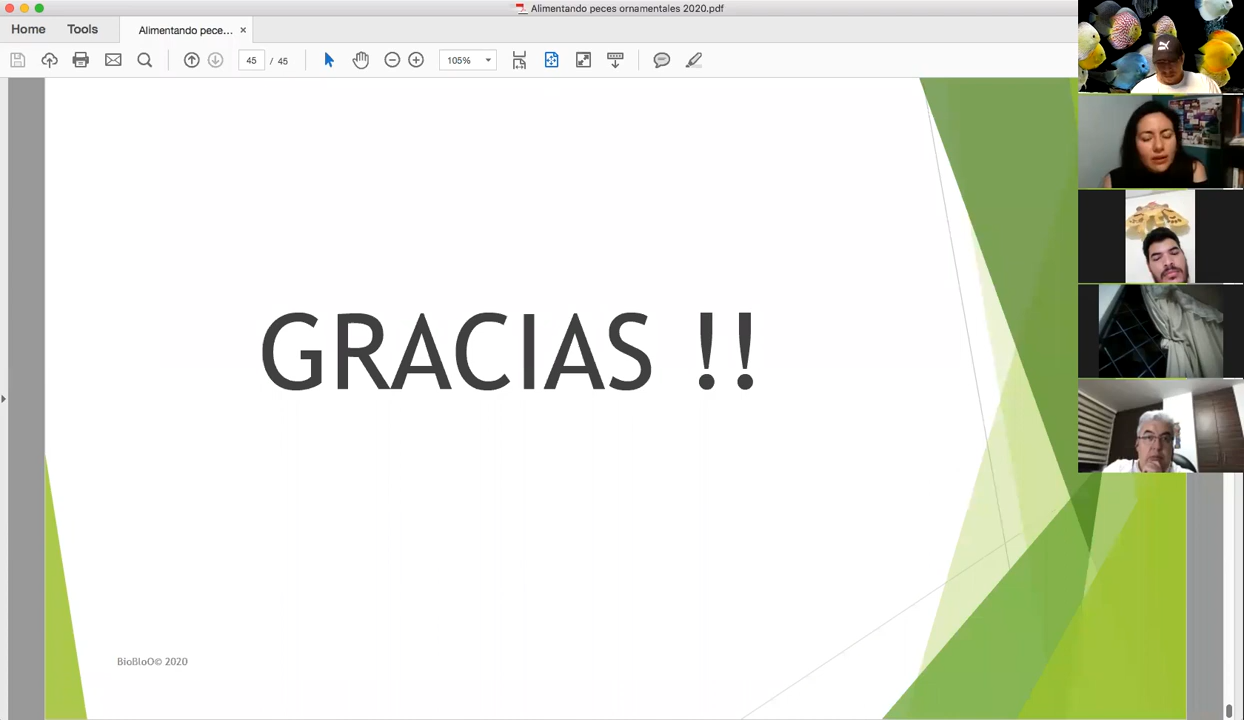 Alimentando peces ornamentales 2020.pdf
Home Tools Alimentando pece... ×
45 / 45 105%
GRACIAS !!
BioBloO© 2020